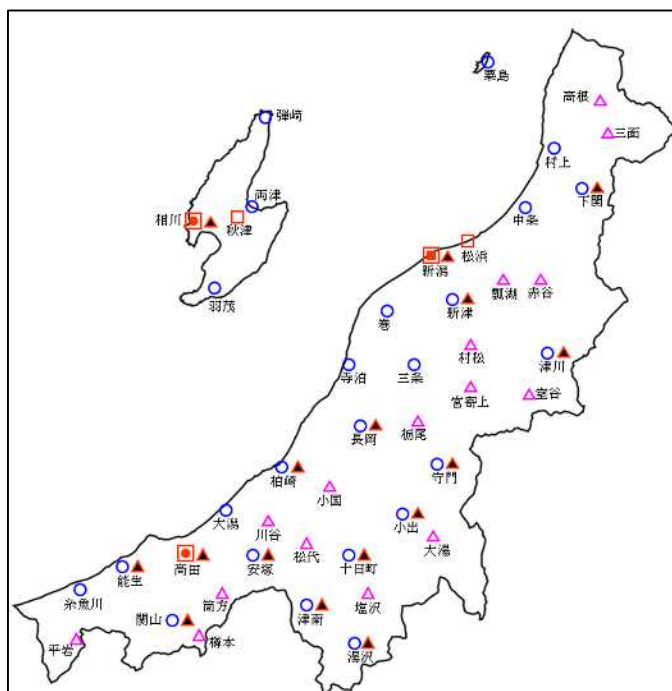 粟島
高根
弾崎
三面
村上
下関
両津
中条
相川
秋津
松浜
新潟
瓢湖
赤谷
羽茂
新津
巻
村松
津川
寺泊
三条
宮寄上
室谷
長岡
栃尾
柏崎
守門
小国
大潟
川谷
小出
松代
大湯
高田
安塚
十日町
能生
糸魚川
筒方
塩沢
関山
津南
樽本
平岩
湯沢